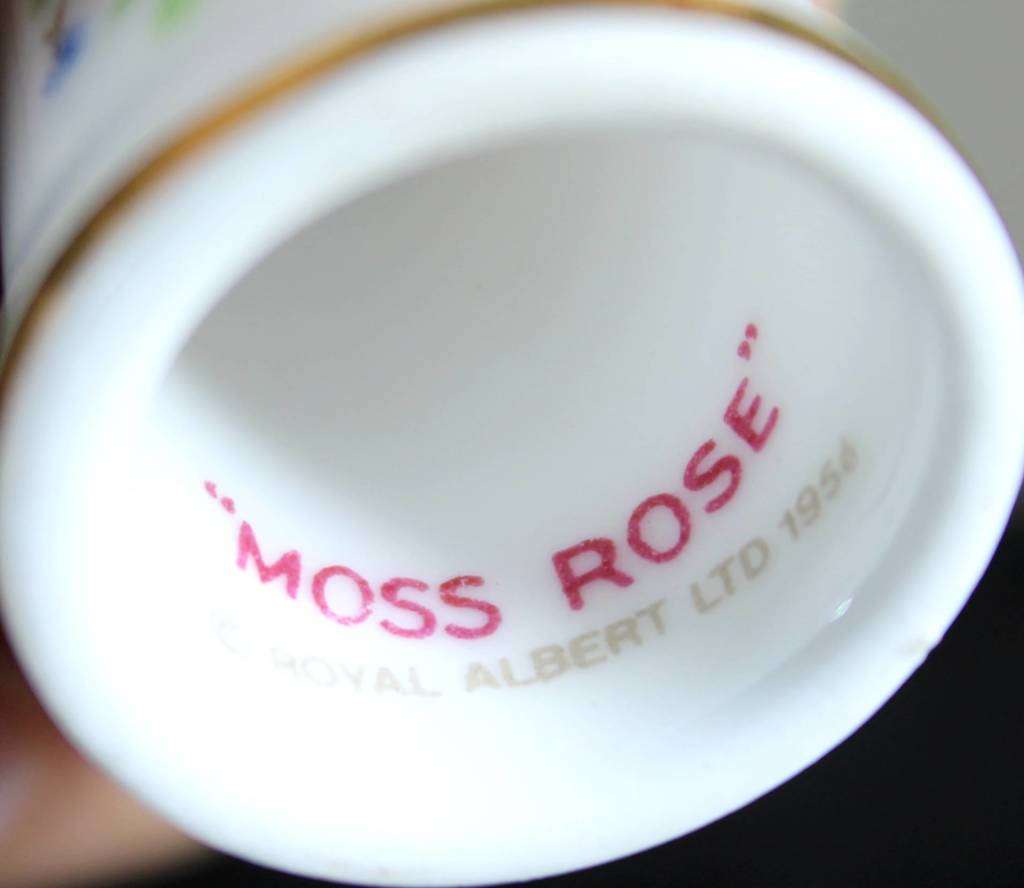 “MOSS ROSE”
© ROYAL ALBERT LTD 1956